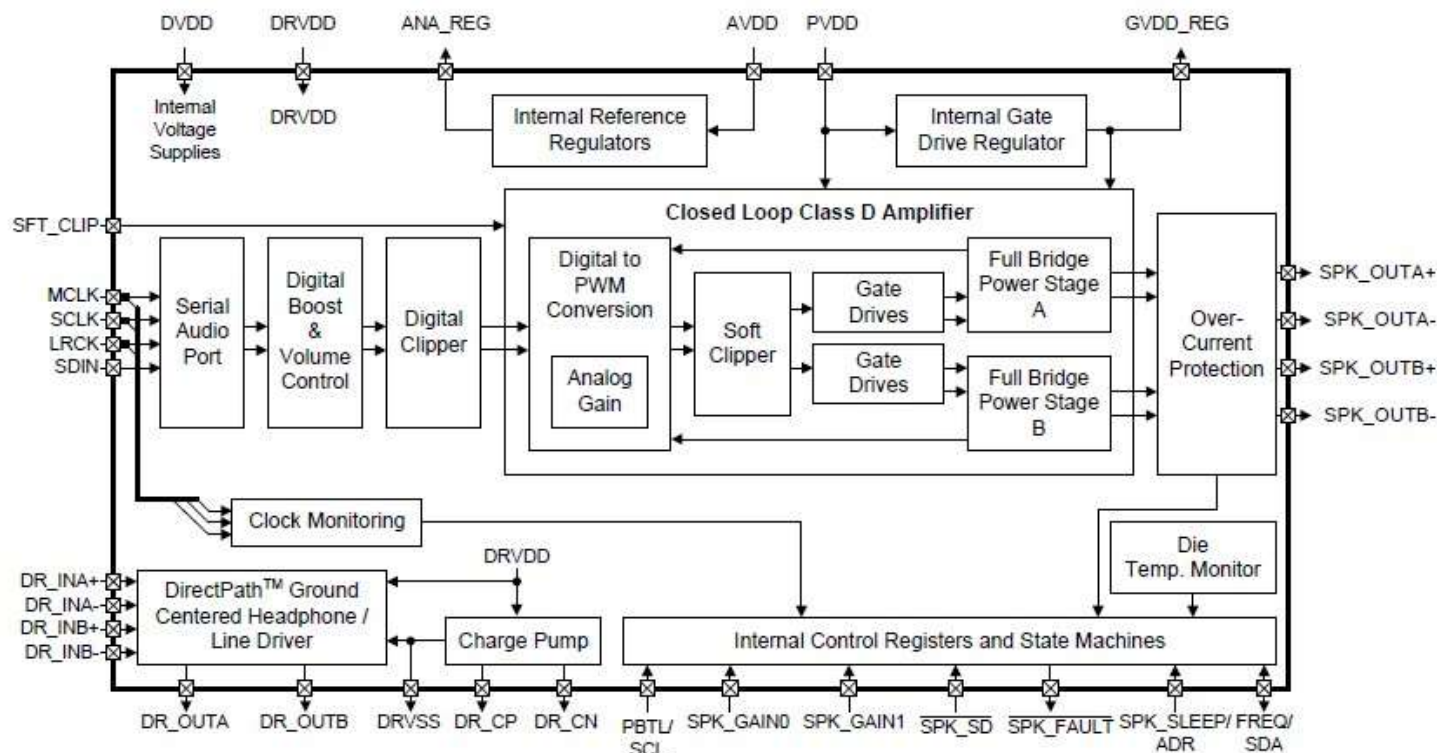 DVDD
DRVDD
ANA_REG
AVDD
PVDD
GVDD_REG
Internal
Voltage
Supplies
DRVDD
Internal Reference
Regulators
Internal Gate
Drive Regulator
SFT_CLIP
Closed Loop Class D Amplifier
MCLK
SCLK
LRCK
SDIN
Serial
Audio
Port
Digital
Boost
&
Volume
Control
Digital
Clipper
Digital to
PWM
Conversion
Analog
Gain
Soft
Clipper
Gate
Drives
Gate
Drives
Full Bridge
Power Stage
A
Full Bridge
Power Stage
B
Over-
Current
Protection
SPK_OUTA+
SPK_OUTA-
SPK_OUTB+
SPK_OUTB-
Clock Monitoring
Die
Temp. Monitor
DRVDD
DR_INA+
DR_INA-
DR_INB+
DR_INB-
DirectPath™ Ground
Centered Headphone /
Line Driver
Charge Pump
Internal Control Registers and State Machines
DR_OUTA
DR_OUTB
DRVSS
DR_CP
DR_CN
PBTL/
SCL
SPK_GAIN0
SPK_GAIN1
SPK_SD
SPK_FAULT
SPK_SLEEP/
ADR
FREQ/
SDA